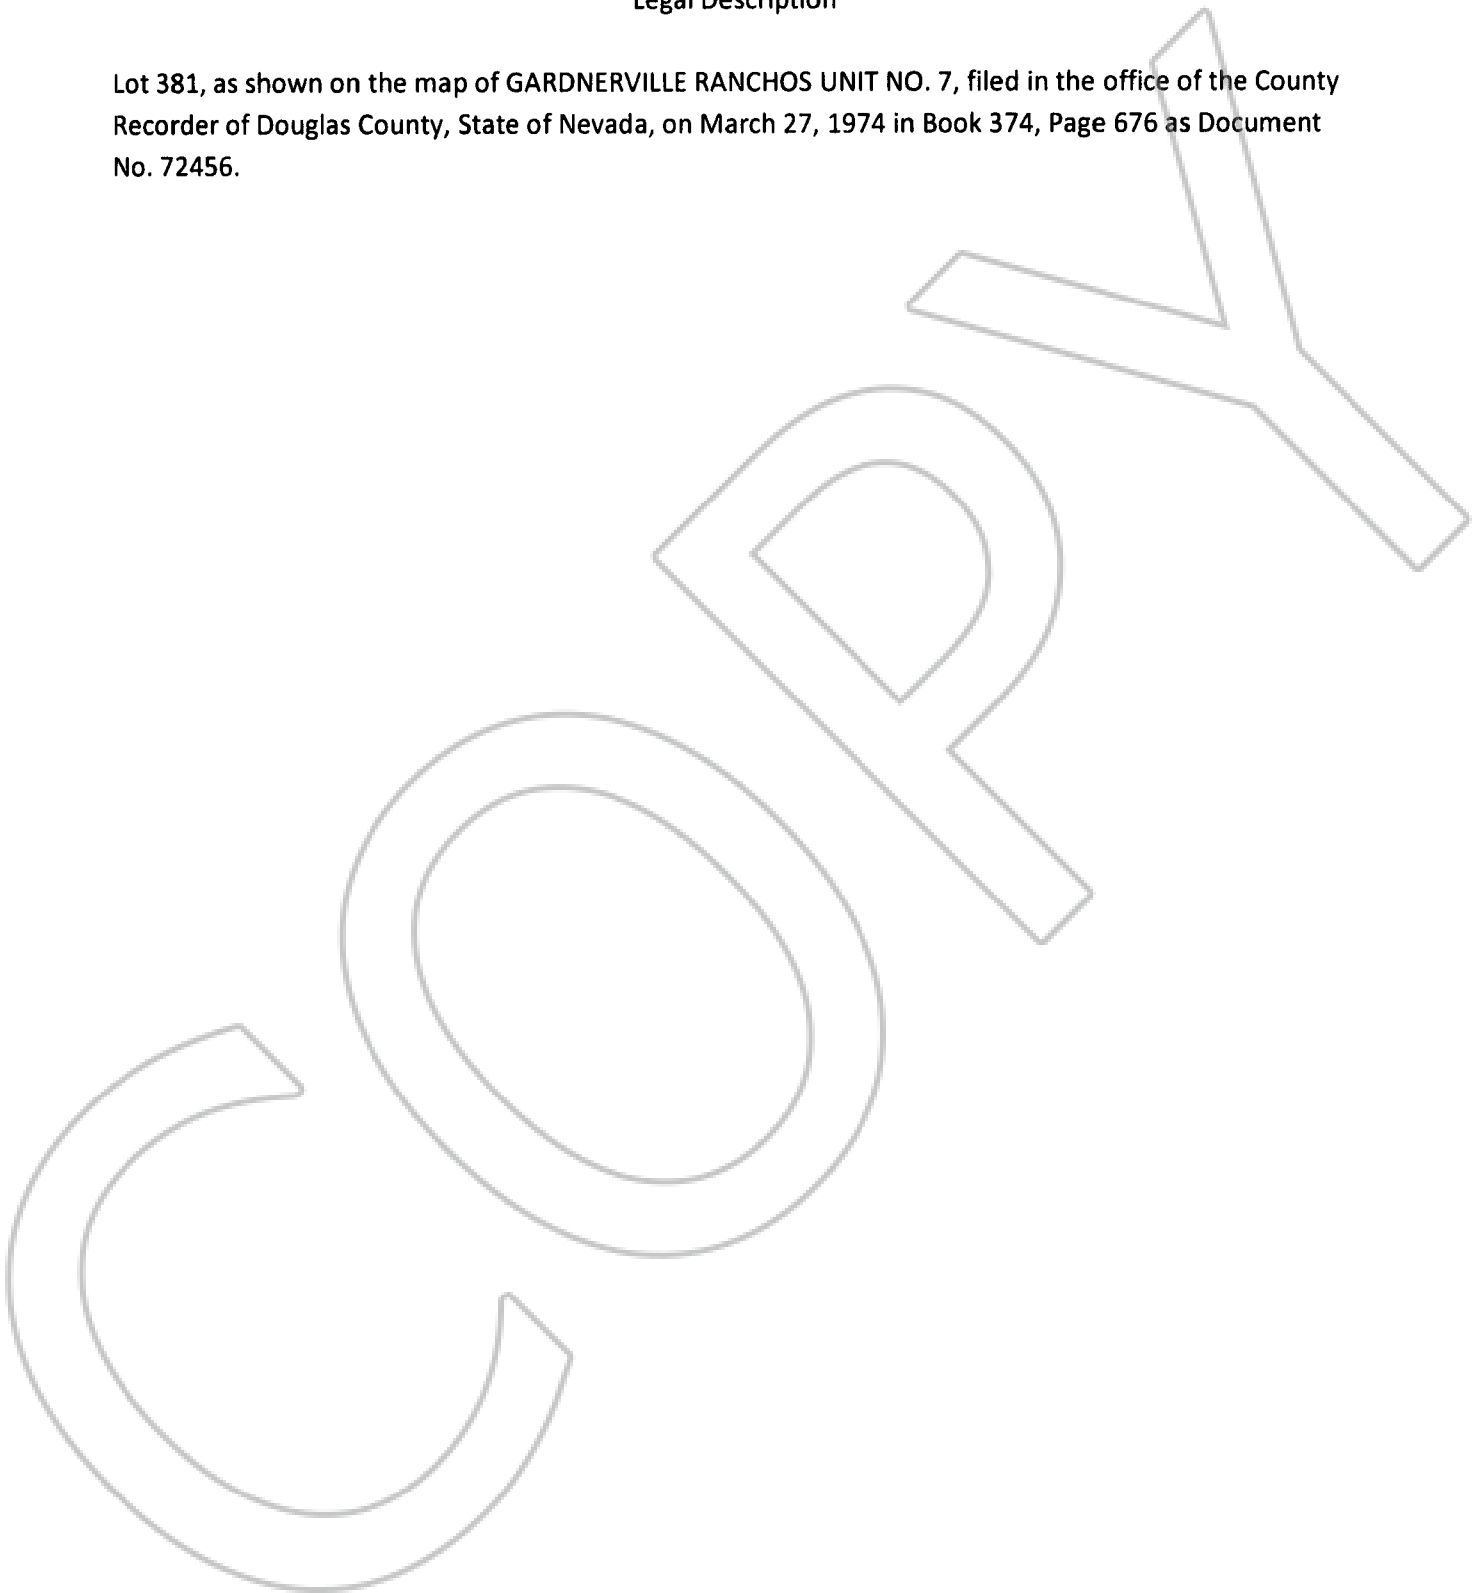 Legal Description
Lot 381, as shown on the map of GARDNERVILLE RANCHOS UNIT NO. 7, filed in the office of the County
Recorder of Douglas County, State of Nevada, on March 27, 1974 in Book 374, Page 676 as Document
No. 72456.
COPY